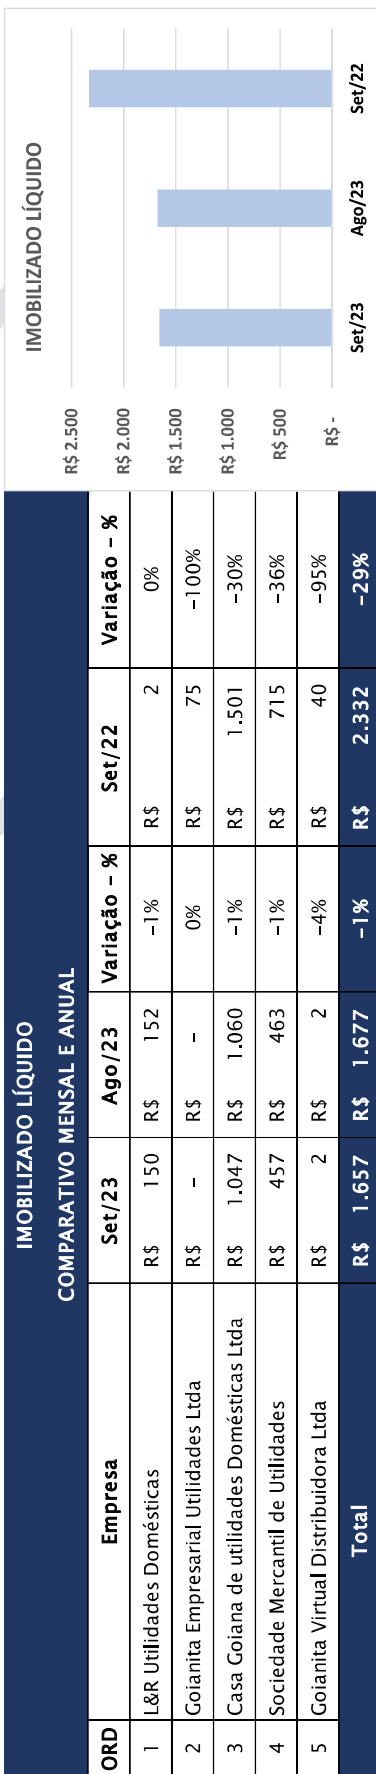 IMOBILIZADO LÍQUIDO
COMPARATIVO MENSAL E ANUAL
ORD Empresa Set/23 Ago/23 Variação - % Set/22 Variação - %
1 L&R Utilidades Domésticas R$ 150 R$ 152 -1% R$ 2 0%
2 Goianita Empresarial Utilidades Ltda R$ - R$ - 0% R$ 75 -100%
3 Casa Goiana de utilidades Domésticas Ltda R$ 1.047 R$ 1.060 -1% R$ 1.501 -30%
4 Sociedade Mercantil de Utilidades R$ 457 R$ 463 -1% R$ 715 -36%
5 Goianita Virtual Distribuidora Ltda R$ 2 R$ 2 -4% R$ 40 -95%
Total R$ 1.657 R$ 1.677 -1% R$ 2.332 -29%
IMOBILIZADO LÍQUIDO
R$ 2.500
R$ 2.000
R$ 1.500
R$ 1.000
R$ 500
R$ -
Set/23 Ago/23 Set/22